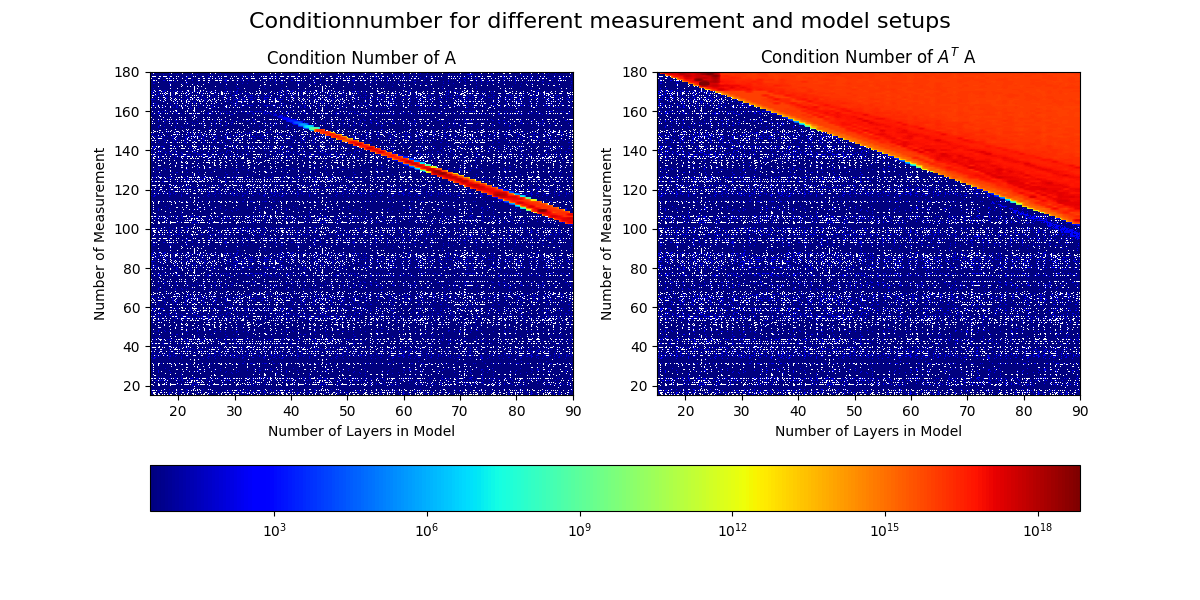 Conditionnumber for different measurement and model setups
Condition Number of A
Condition Number of A^T A
180
160
140
120
100
80
60
40
20
Number of Measurement
20 30 40 50 60 70 80 90
Number of Layers in Model
180
160
140
120
100
80
60
40
20
Number of Measurement
20 30 40 50 60 70 80 90
Number of Layers in Model
10^3 10^6 10^9 10^12 10^15 10^18